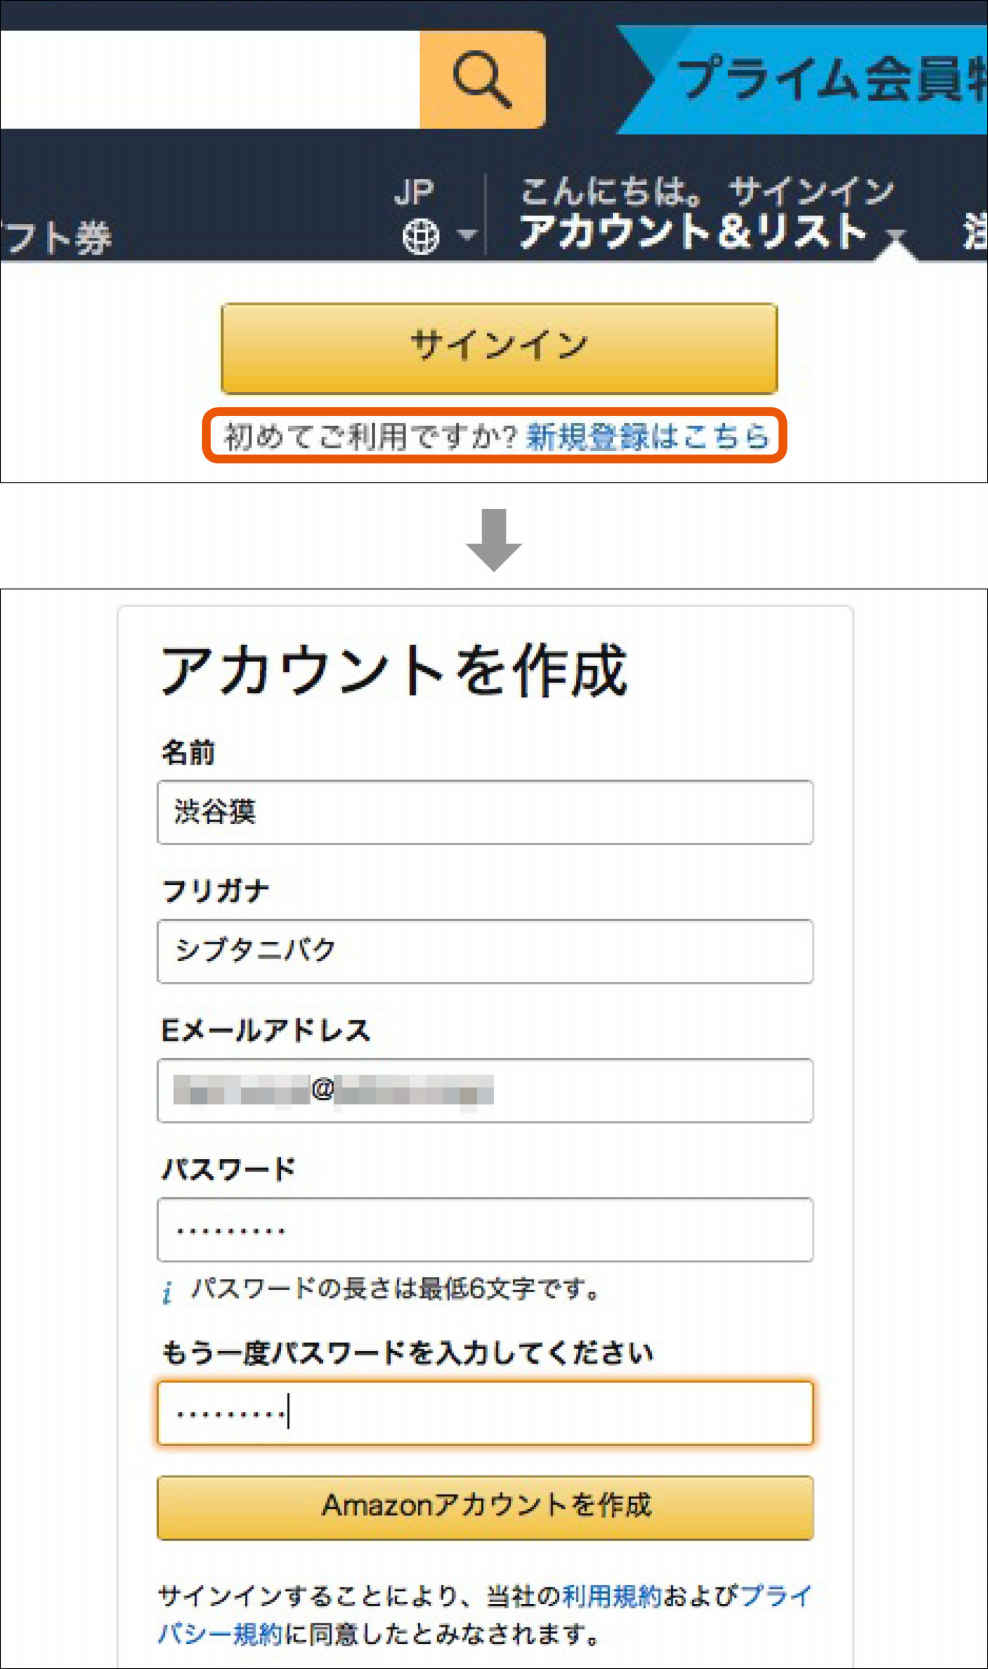 プライム会員
JP
こんにちは。 サインイン
フト券
アカウント&リスト
注
サインイン
初めてご利用ですか? 新規登録はこちら
アカウントを作成
名前
渋谷獏
フリガナ
シブタニバク
Eメールアドレス
@
パスワード
·········
i パスワードの長さは最低6文字です。
もう一度パスワードを入力してください
·········
Amazonアカウントを作成
サインインすることにより、当社の利用規約およびプライ
バシー規約に同意したとみなされます。